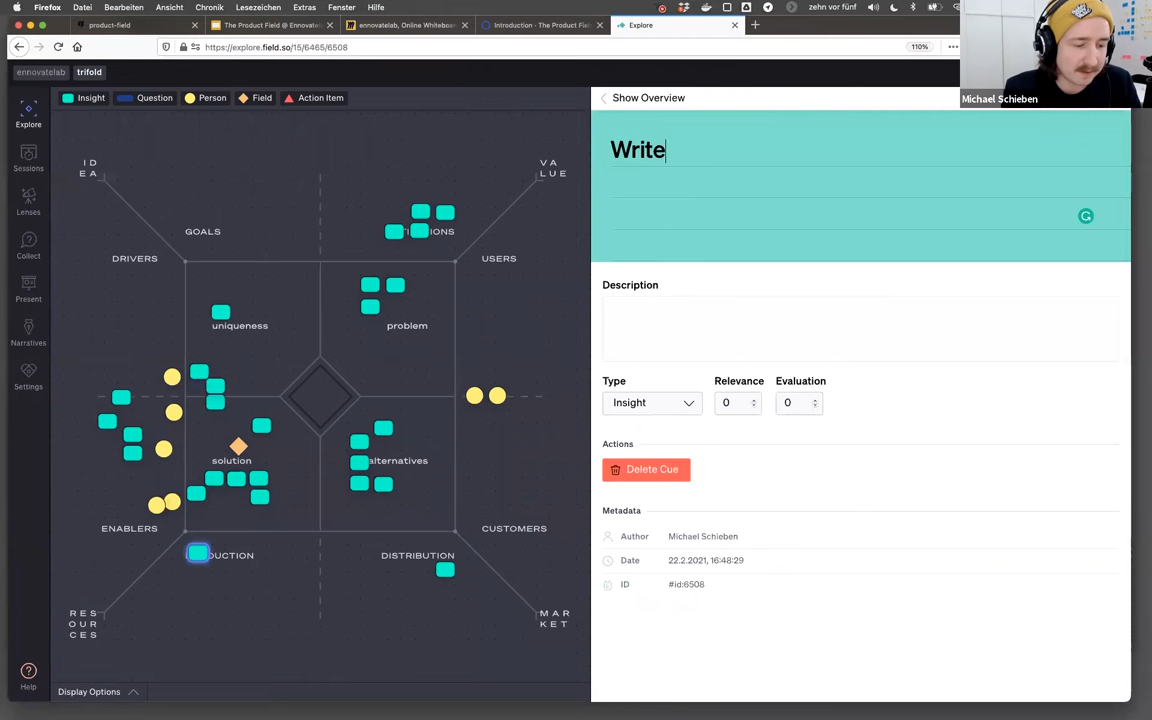 Firefox Datei Bearbeiten Ansicht Chronik Lesezeichen Extras Fenster Hilfe
zehn vor fünf
product-field
The Product Field @ Ennovatel
ennovatelab, Online Whiteboar
Introduction - The Product Fiel
Explore
https://explore.field.so/15/6465/6508
110%
ennovatelab trifold
Michael Schieben
Insight Question Person Field Action Item
Show Overview
Explore
Sessions
Lenses
Collect
Present
Narratives
Settings
Help
ID
EA
VA
LUE
GOALS
IONS
DRIVERS
USERS
uniqueness
problem
solution
alternatives
ENABLERS
CUSTOMERS
DUCTION
DISTRIBUTION
RES
OUR
CES
MAR
KET
Display Options
Write
Description
Type Relevance Evaluation
Insight 0 0
Actions
Delete Cue
Metadata
Author Michael Schieben
Date 22.2.2021, 16:48:29
ID #id:6508